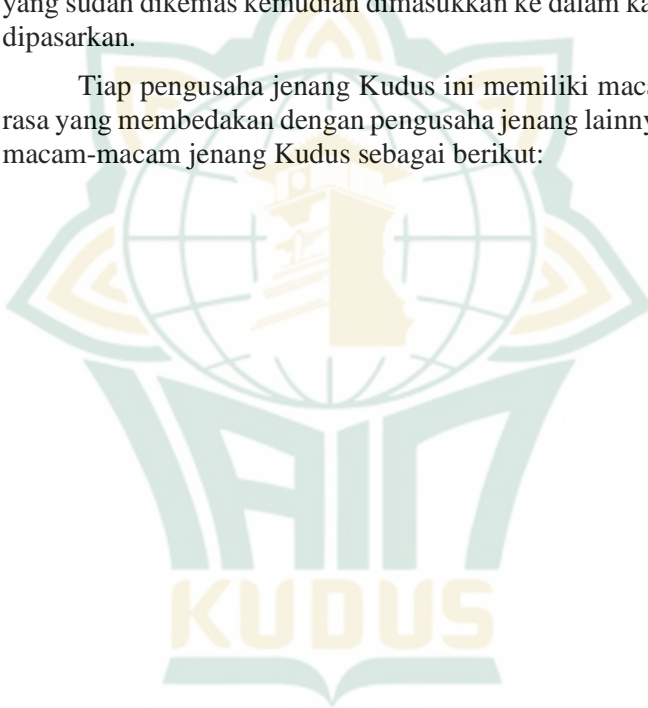 yang sudah dikemas kemudian dimasukkan ke dalam
dipasarkan.
Tiap pengusaha jenang Kudus ini memiliki
rasa yang membedakan dengan pengusaha jenang
macam-macam jenang Kudus sebagai berikut:
IAIN
KUDUS